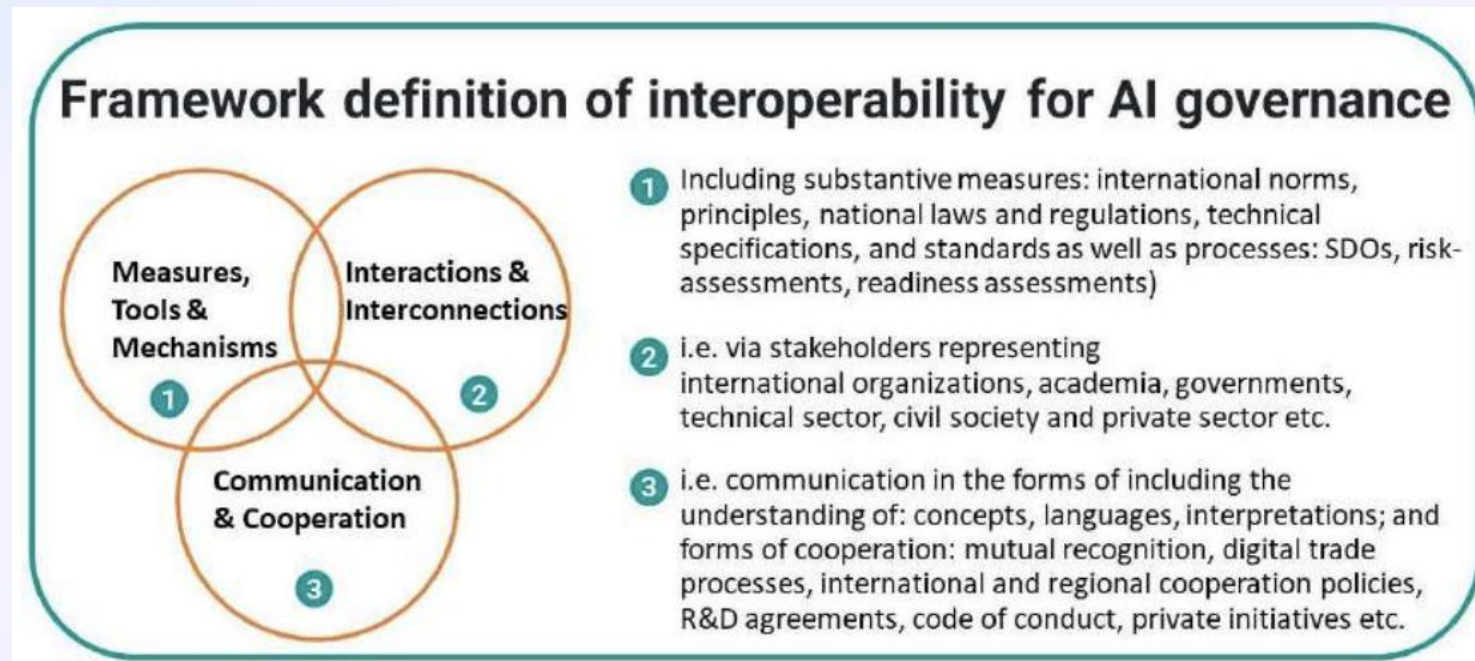 Framework definition of interoperability for AI governance
Measures,
Tools &
Mechanisms
1
Interactions &
Interconnections
2
Communication
& Cooperation
3
1 Including substantive measures: international norms,
principles, national laws and regulations, technical
specifications, and standards as well as processes: SDOs, risk-
assessments, readiness assessments)
2 i.e. via stakeholders representing
international organizations, academia, governments,
technical sector, civil society and private sector etc.
3 i.e. communication in the forms of including the
understanding of: concepts, languages, interpretations; and
forms of cooperation: mutual recognition, digital trade
processes, international and regional cooperation policies,
R&D agreements, code of conduct, private initiatives etc.